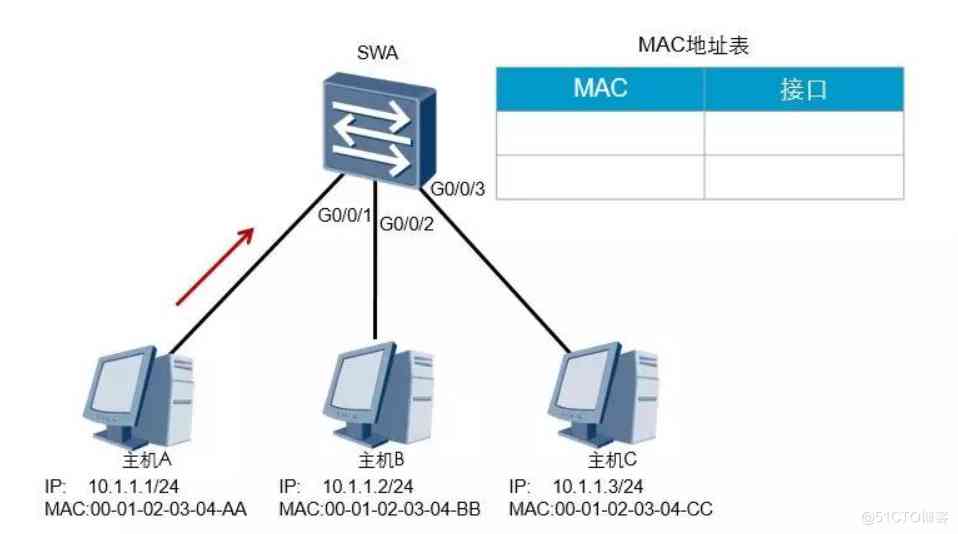 SWA
MAC地址表
MAC 接口
G0/0/1
G0/0/2
G0/0/3
主机A
IP: 10.1.1.1/24
MAC:00-01-02-03-04-AA
主机B
IP: 10.1.1.2/24
MAC:00-01-02-03-04-BB
主机C
IP: 10.1.1.3/24
MAC:00-01-02-03-04-CC
@51CTO博客